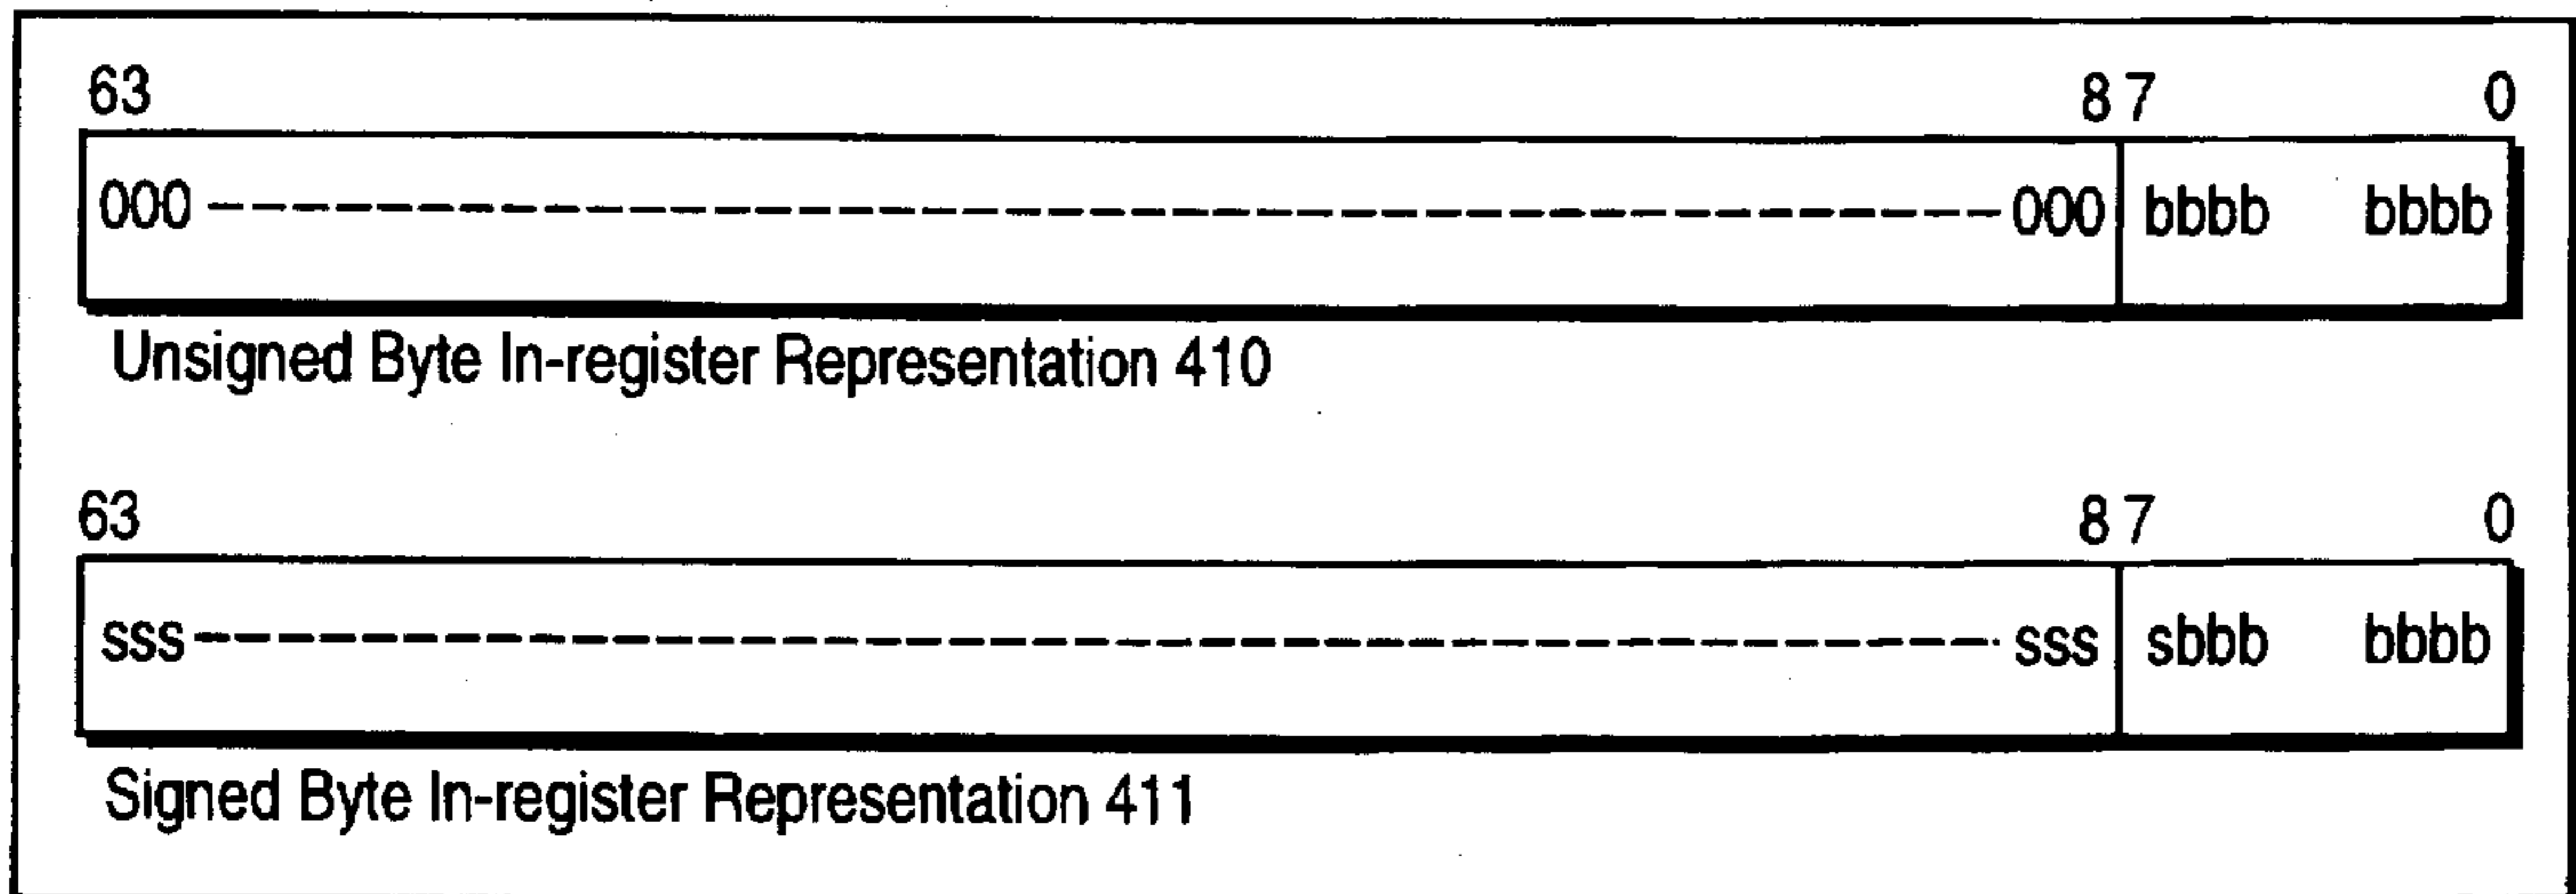 63 8 7 0
000 000 bbbb bbbb
Unsigned Byte In-register Representation 410
63 8 7 0
sss sss sbbb bbbb
Signed Byte In-register Representation 411